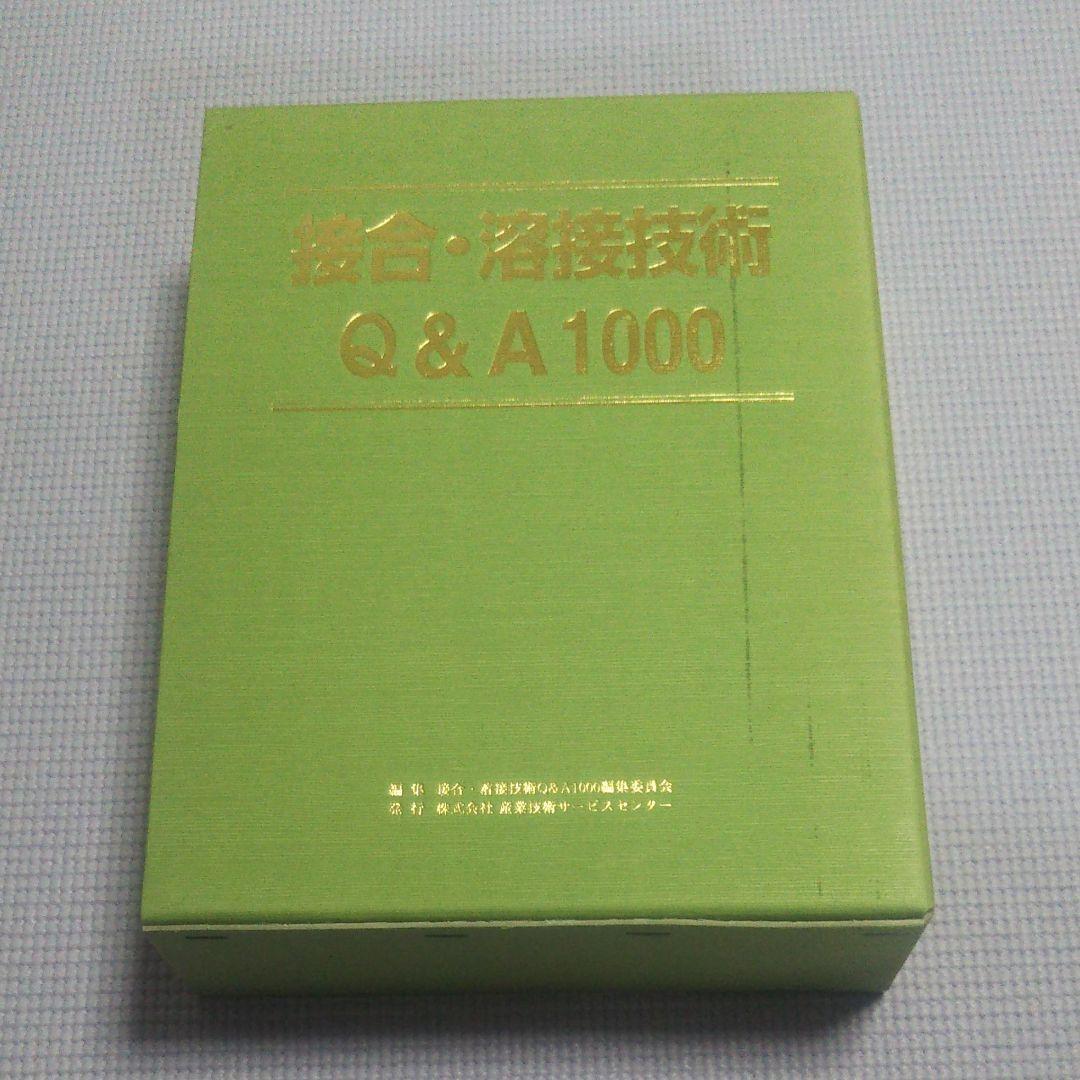 接合・溶接技術
Q&A1000
編集 接合・溶接技術Q&A1000編集委員会
発行 株式会社 産業技術サービスセンター